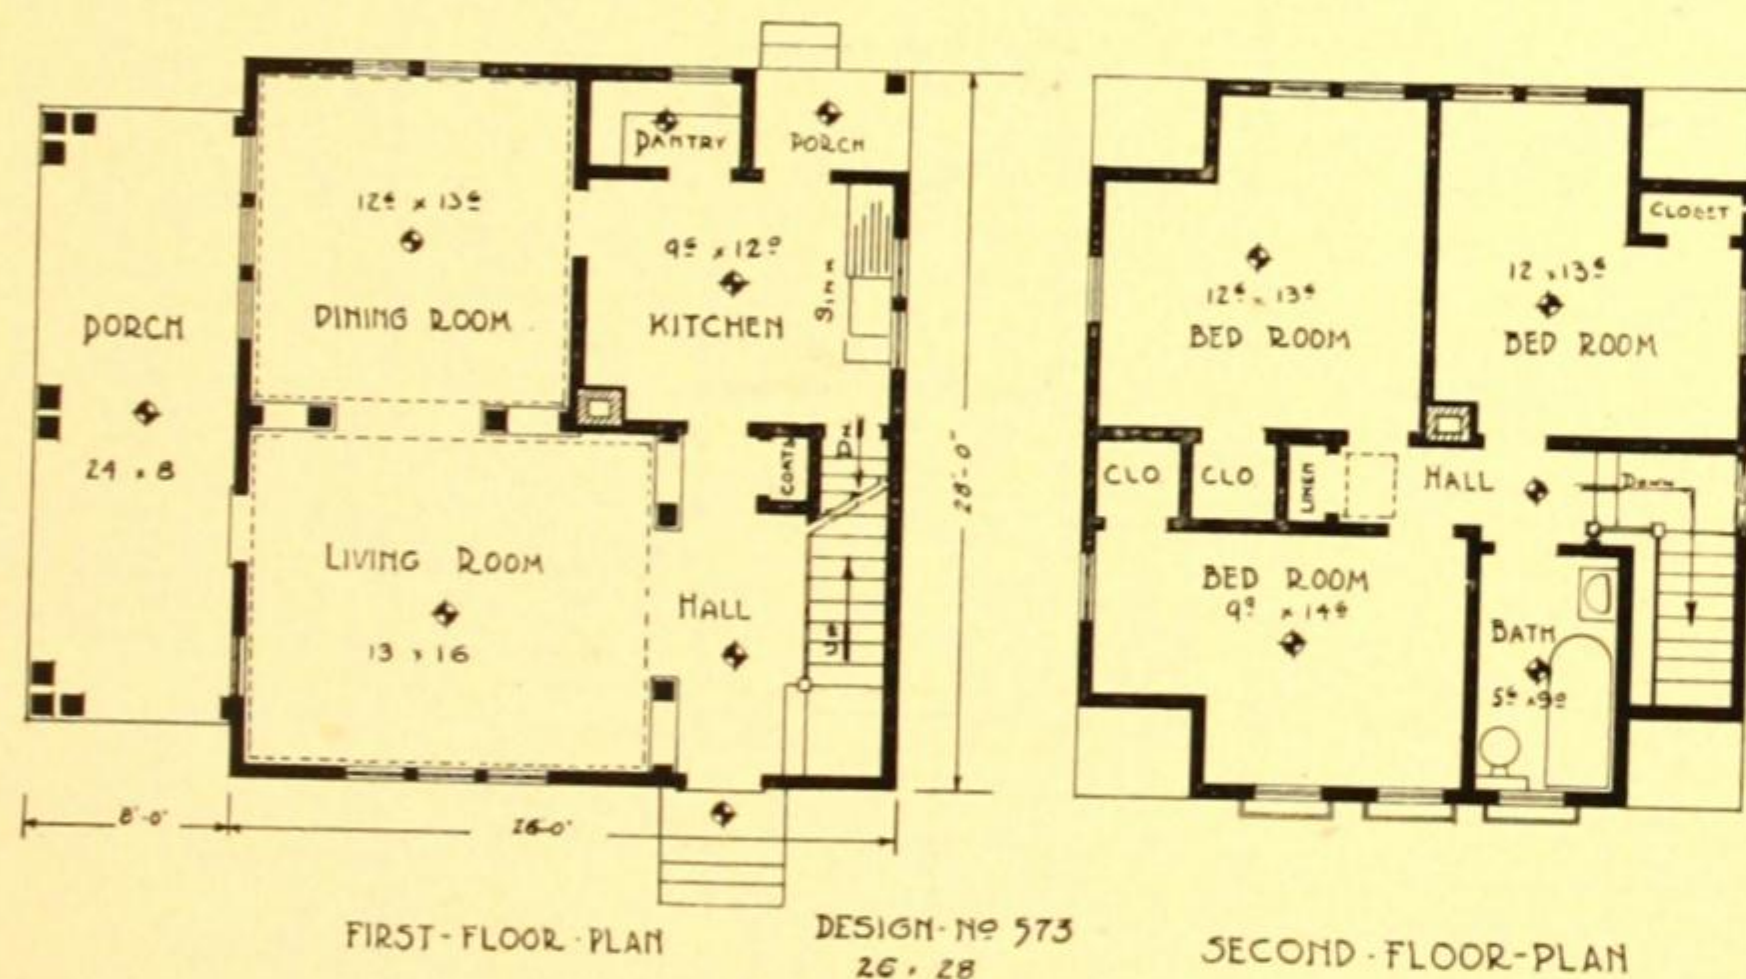 PANTRY
PORCH
12⁶ x 13⁶
DINING ROOM
9⁶ x 12⁰
KITCHEN
SINK
PORCH
24 x 8
COATS
DN
LIVING ROOM
13 x 16
HALL
UP
28'-0"
8'-0"
26-0"
FIRST-FLOOR-PLAN
DESIGN-Nº 573
26 x 28
CLOSET
12⁶ x 13⁶
BED ROOM
12 x 13⁶
BED ROOM
CLO
CLO
LINEN
HALL
DOWN
BED ROOM
9⁹ x 14⁶
BATH
5⁶ x 9⁰
SECOND-FLOOR-PLAN